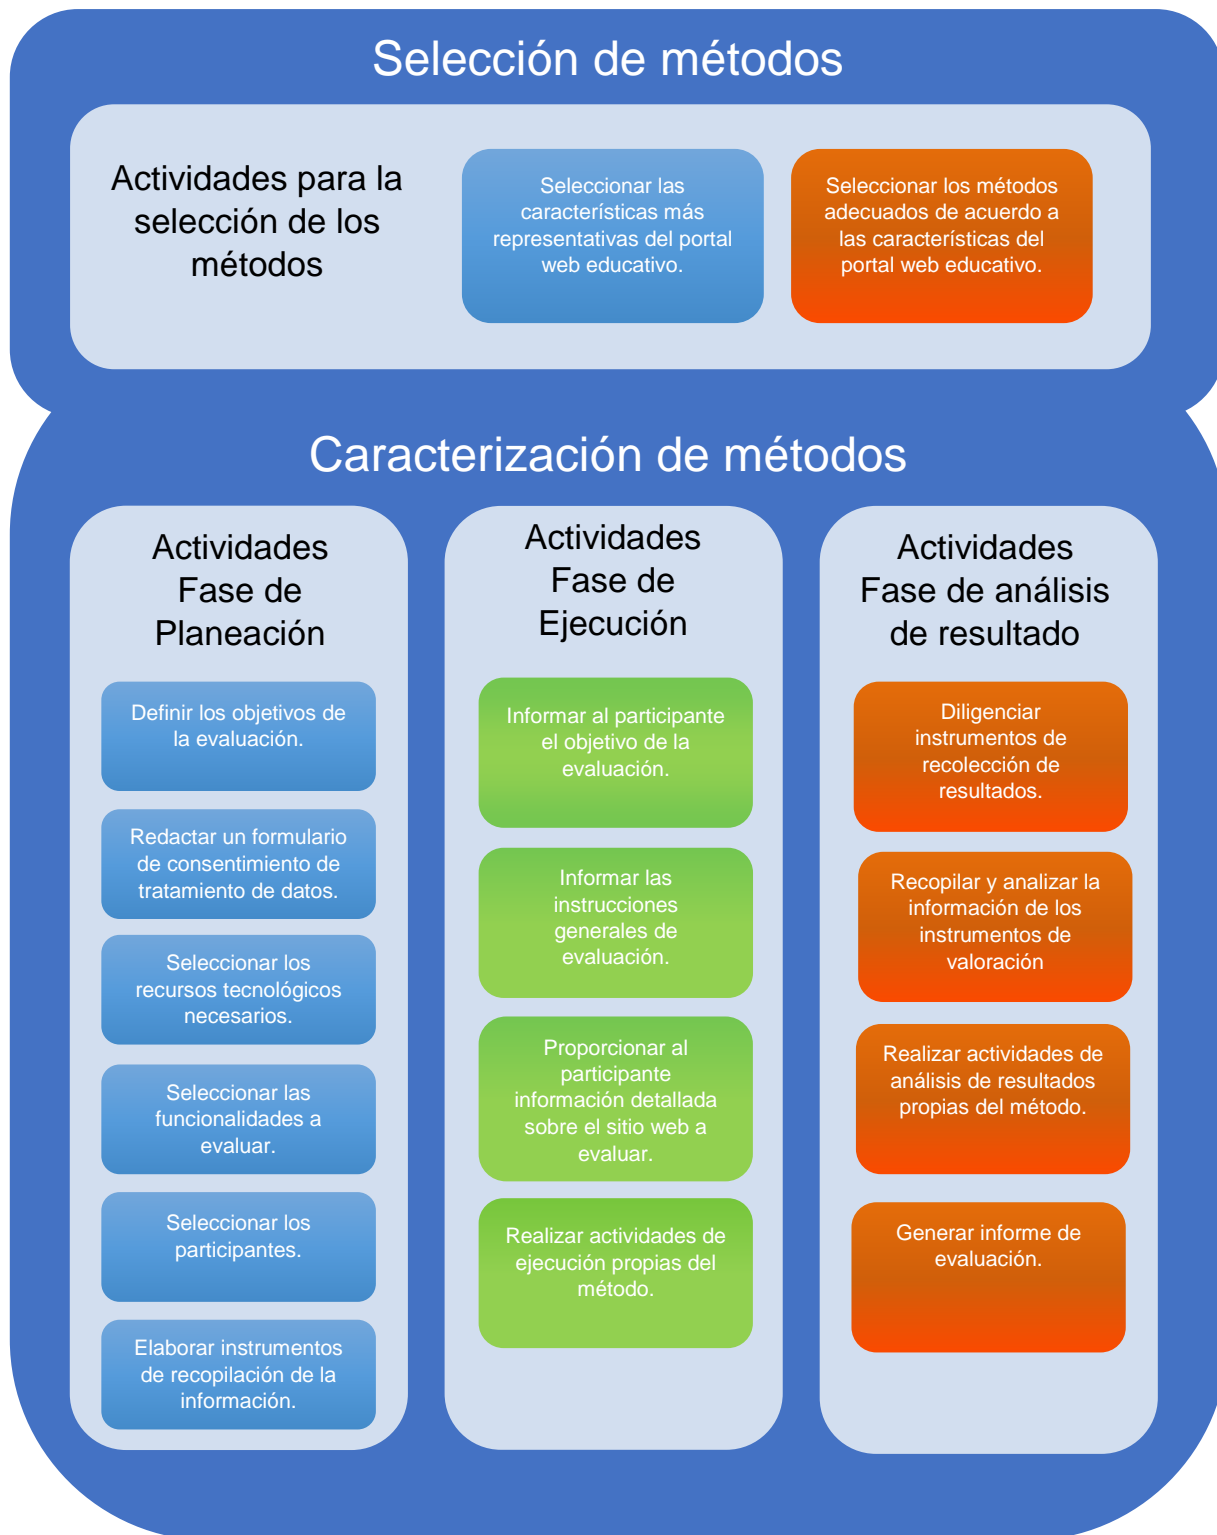 Selección de métodos
Actividades para la
selección de los
métodos
Seleccionar las
características más
representativas del portal
web educativo.
Seleccionar los métodos
adecuados de acuerdo a
las características del
portal web educativo.
Caracterización de métodos
Actividades
Fase de
Planeación
Definir los objetivos de
la evaluación.
Redactar un formulario
de consentimiento de
tratamiento de datos.
Seleccionar los
recursos tecnológicos
necesarios.
Seleccionar las
funcionalidades a
evaluar.
Seleccionar los
participantes.
Elaborar instrumentos
de recopilación de la
información.
Actividades
Fase de
Ejecución
Informar al participante
el objetivo de la
evaluación.
Informar las
instrucciones
generales de
evaluación.
Proporcionar al
participante
información detallada
sobre el sitio web a
evaluar.
Realizar actividades de
ejecución propias del
método.
Actividades
Fase de análisis
de resultado
Diligenciar
instrumentos de
recolección de
resultados.
Recopilar y analizar la
información de los
instrumentos de
valoración
Realizar actividades de
análisis de resultados
propias del método.
Generar informe de
evaluación.